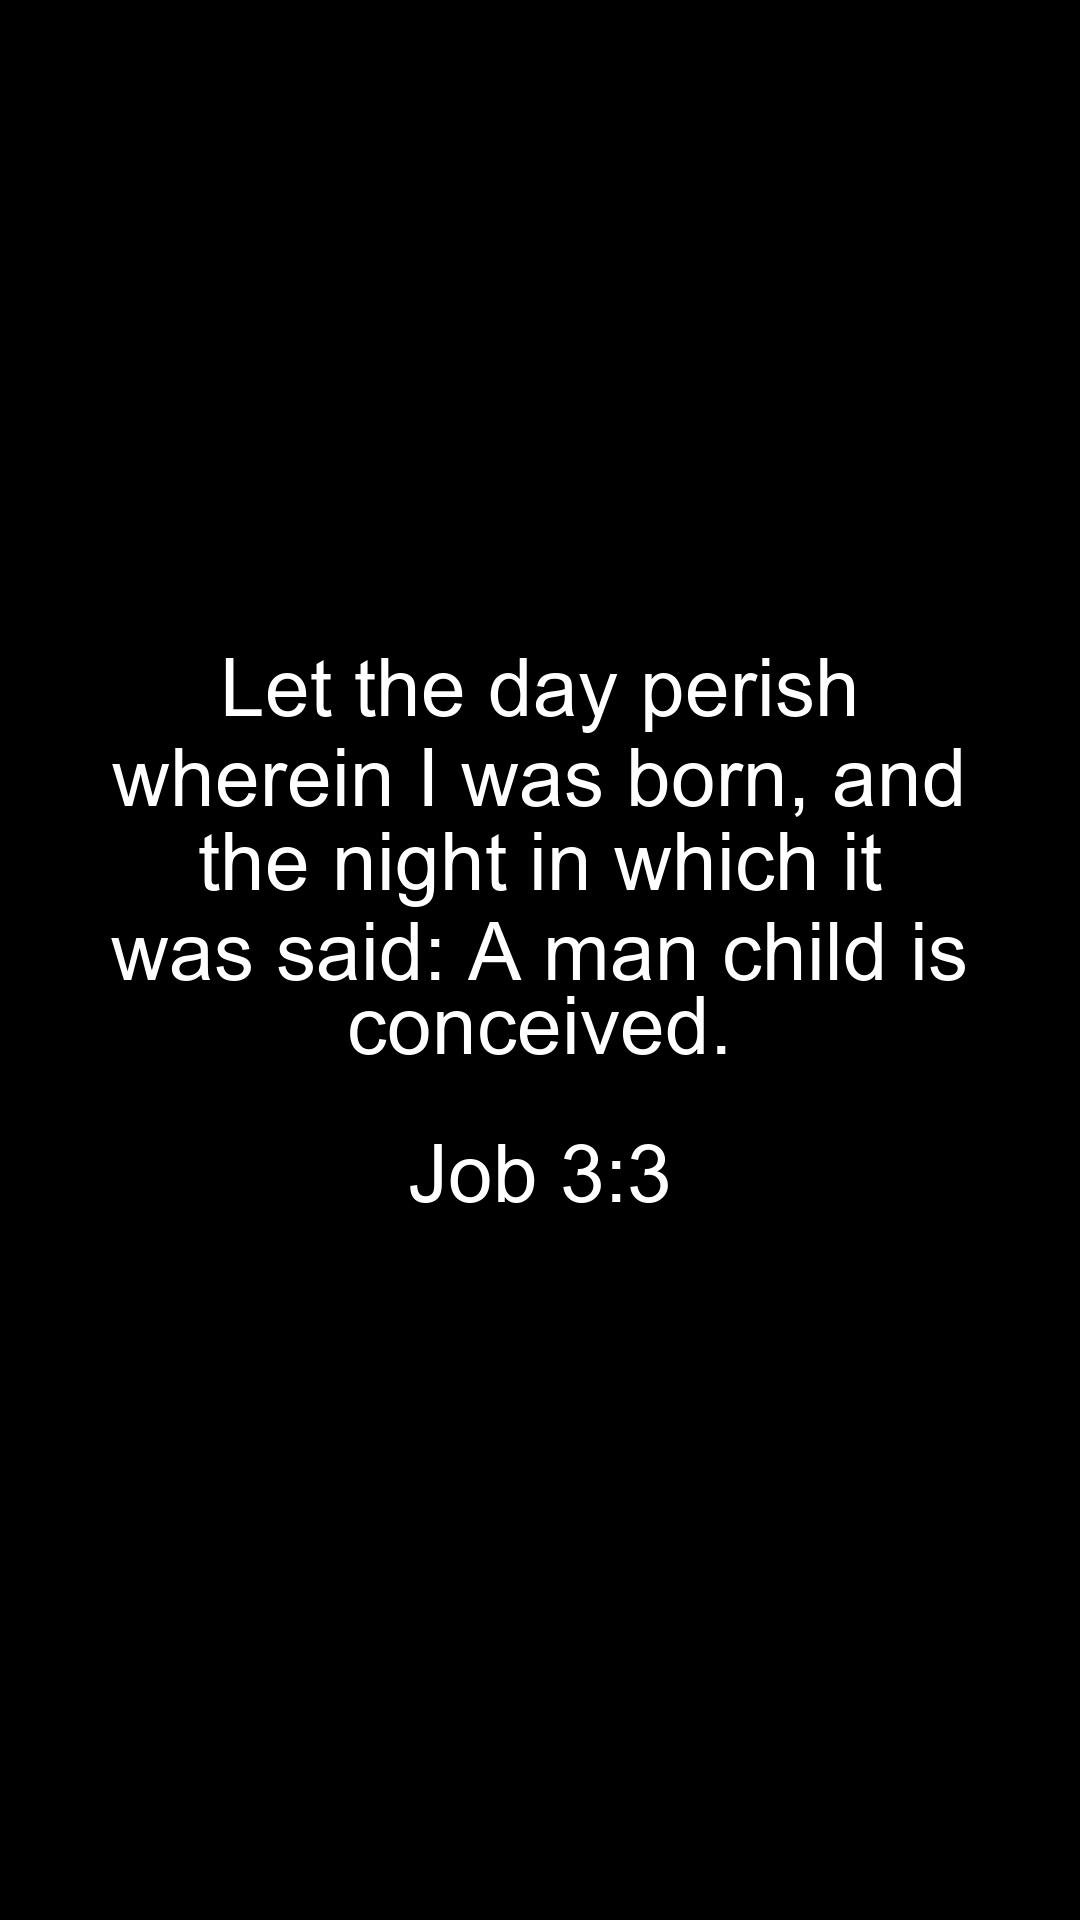 Let the day perish
wherein I was born, and
the night in which it
was said: A man child is
conceived.
Job 3:3